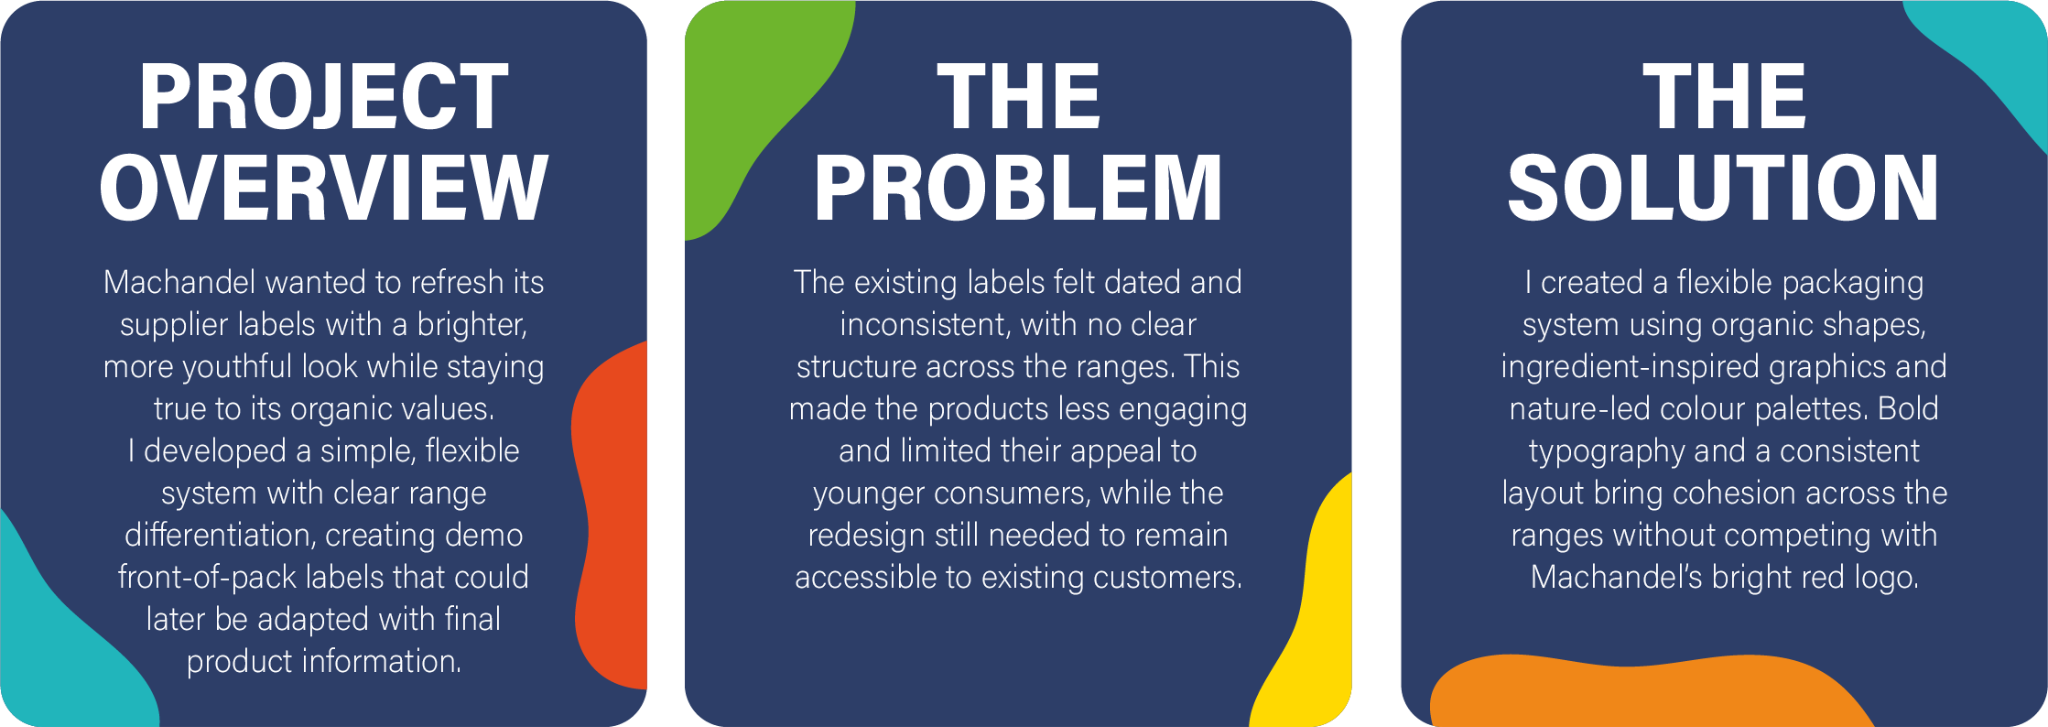 PROJECT
OVERVIEW
Machandel wanted to refresh its
supplier labels with a brighter,
more youthful look while staying
true to its organic values.
I developed a simple, flexible
system with clear range
differentiation, creating demo
front-of-pack labels that could
later be adapted with final
product information.
THE
PROBLEM
The existing labels felt dated and
inconsistent, with no clear
structure across the ranges. This
made the products less engaging
and limited their appeal to
younger consumers, while the
redesign still needed to remain
accessible to existing customers.
THE
SOLUTION
I created a flexible packaging
system using organic shapes,
ingredient-inspired graphics and
nature-led colour palettes. Bold
typography and a consistent
layout bring cohesion across the
ranges without competing with
Machandel’s bright red logo.